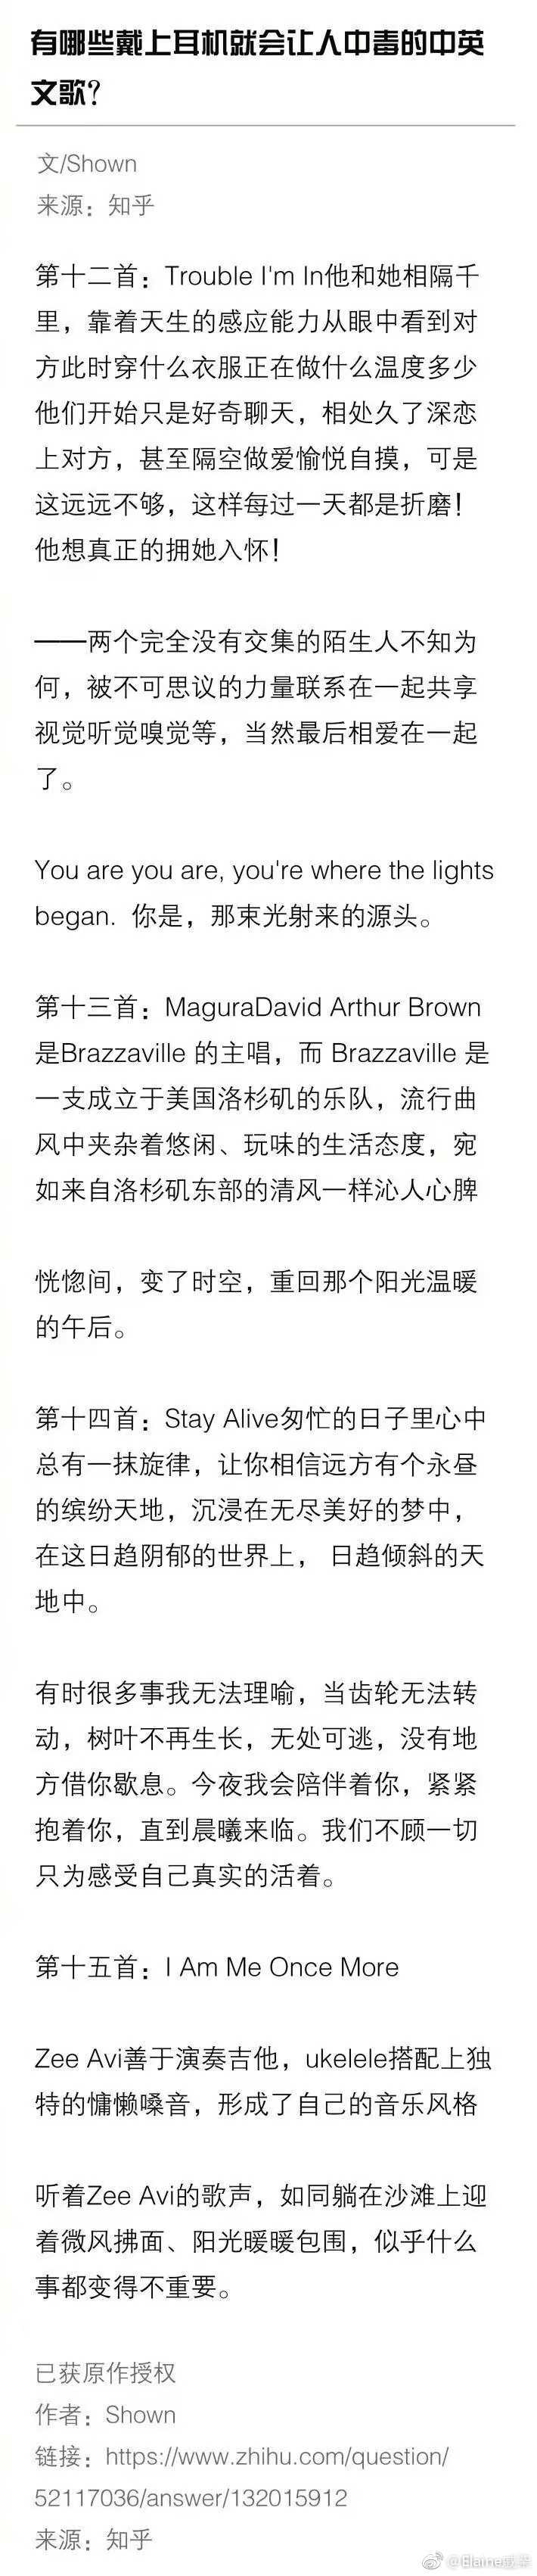 有哪些戴上耳机就会让人中毒的中英
文歌？
文/Shown
来源：知乎
第十二首：Trouble I'm In他和她相隔千
里，靠着天生的感应能力从眼中看到对
方此时穿什么衣服正在做什么温度多少
他们开始只是好奇聊天，相处久了深恋
上对方，甚至隔空做爱愉悦自摸，可是
这远远不够，这样每过一天都是折磨！
他想真正的拥她入怀！
——两个完全没有交集的陌生人不知为
何，被不可思议的力量联系在一起共享
视觉听觉嗅觉等，当然最后相爱在一起
了。
You are you are, you're where the lights
began.  你是，那束光射来的源头。
第十三首：MaguraDavid Arthur Brown
是Brazzaville 的主唱，而 Brazzaville 是
一支成立于美国洛杉矶的乐队，流行曲
风中夹杂着悠闲、玩味的生活态度，宛
如来自洛杉矶东部的清风一样沁人心脾
恍惚间，变了时空，重回那个阳光温暖
的午后。
第十四首：Stay Alive匆忙的日子里心中
总有一抹旋律，让你相信远方有个永昼
的缤纷天地，沉浸在无尽美好的梦中，
在这日趋阴郁的世界上， 日趋倾斜的天
地中。
有时很多事我无法理喻，当齿轮无法转
动，树叶不再生长，无处可逃，没有地
方借你歇息。今夜我会陪伴着你，紧紧
抱着你，直到晨曦来临。我们不顾一切
只为感受自己真实的活着。
第十五首：I Am Me Once More
Zee Avi善于演奏吉他，ukelele搭配上独
特的慵懒嗓音，形成了自己的音乐风格
听着Zee Avi的歌声，如同躺在沙滩上迎
着微风拂面、阳光暖暖包围，似乎什么
事都变得不重要。
已获原作授权
作者：Shown
链接：https://www.zhihu.com/question/
52117036/answer/132015912
来源：知乎